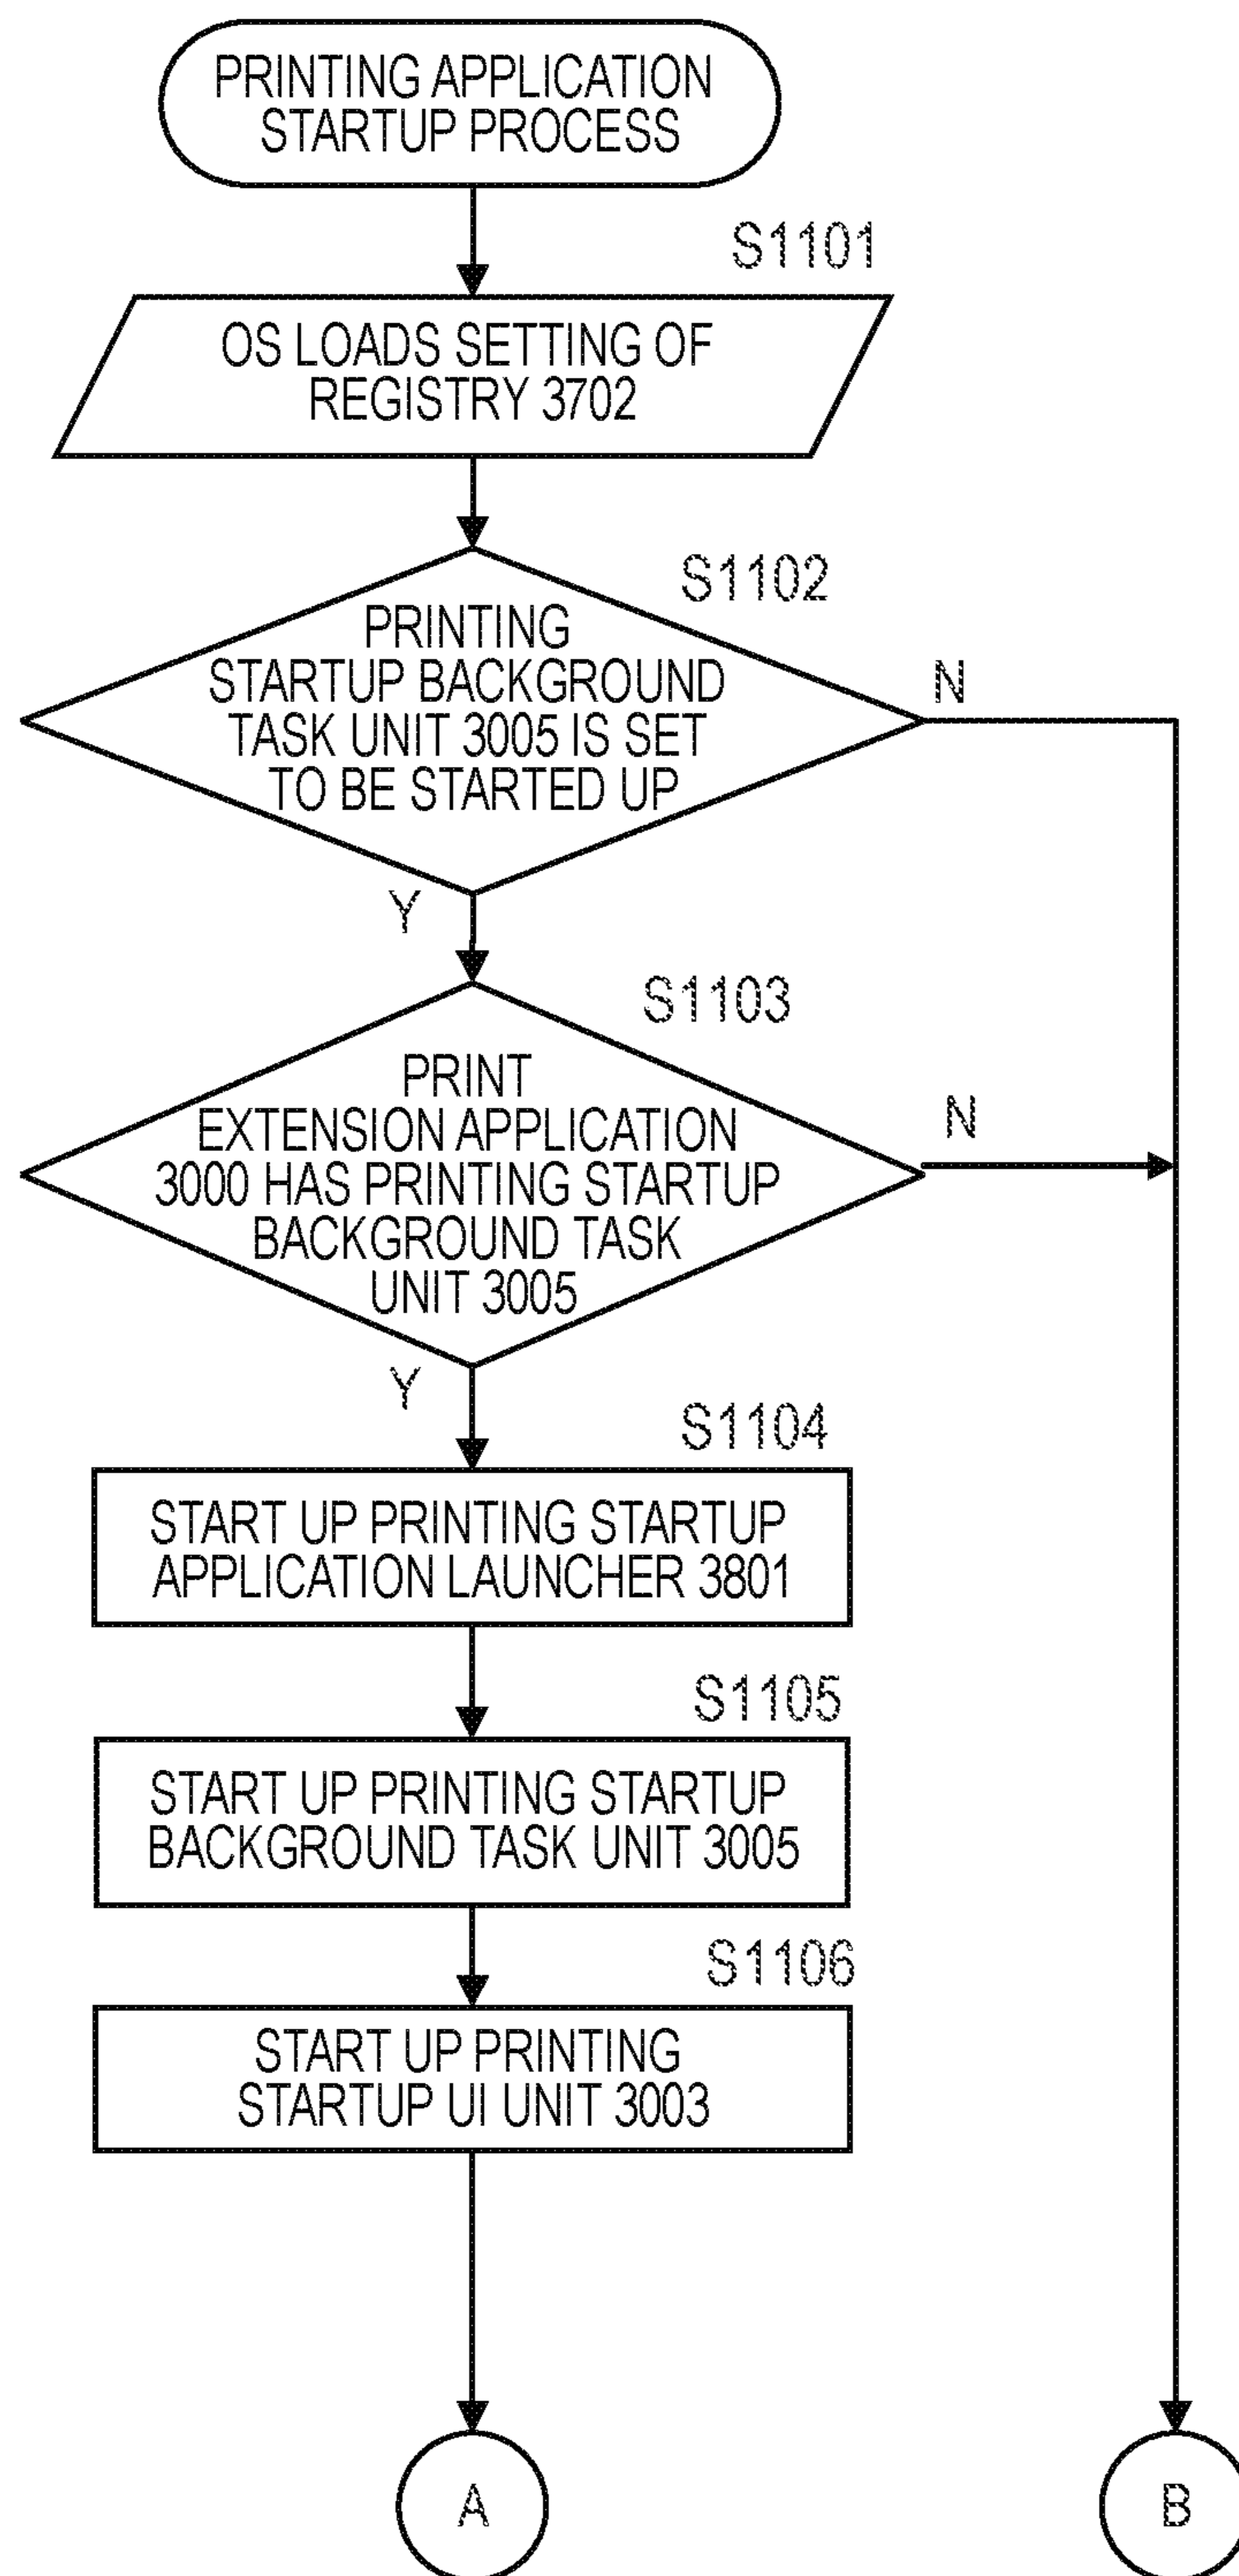 PRINTING APPLICATION
STARTUP PROCESS
S1101
OS LOADS SETTING OF
REGISTRY 3702
S1102
PRINTING
STARTUP BACKGROUND
TASK UNIT 3005 IS SET
TO BE STARTED UP
N
Y
S1103
PRINT
EXTENSION APPLICATION
3000 HAS PRINTING STARTUP
BACKGROUND TASK
UNIT 3005
N
Y
S1104
START UP PRINTING STARTUP
APPLICATION LAUNCHER 3801
S1105
START UP PRINTING STARTUP
BACKGROUND TASK UNIT 3005
S1106
START UP PRINTING
STARTUP UI UNIT 3003
A
B